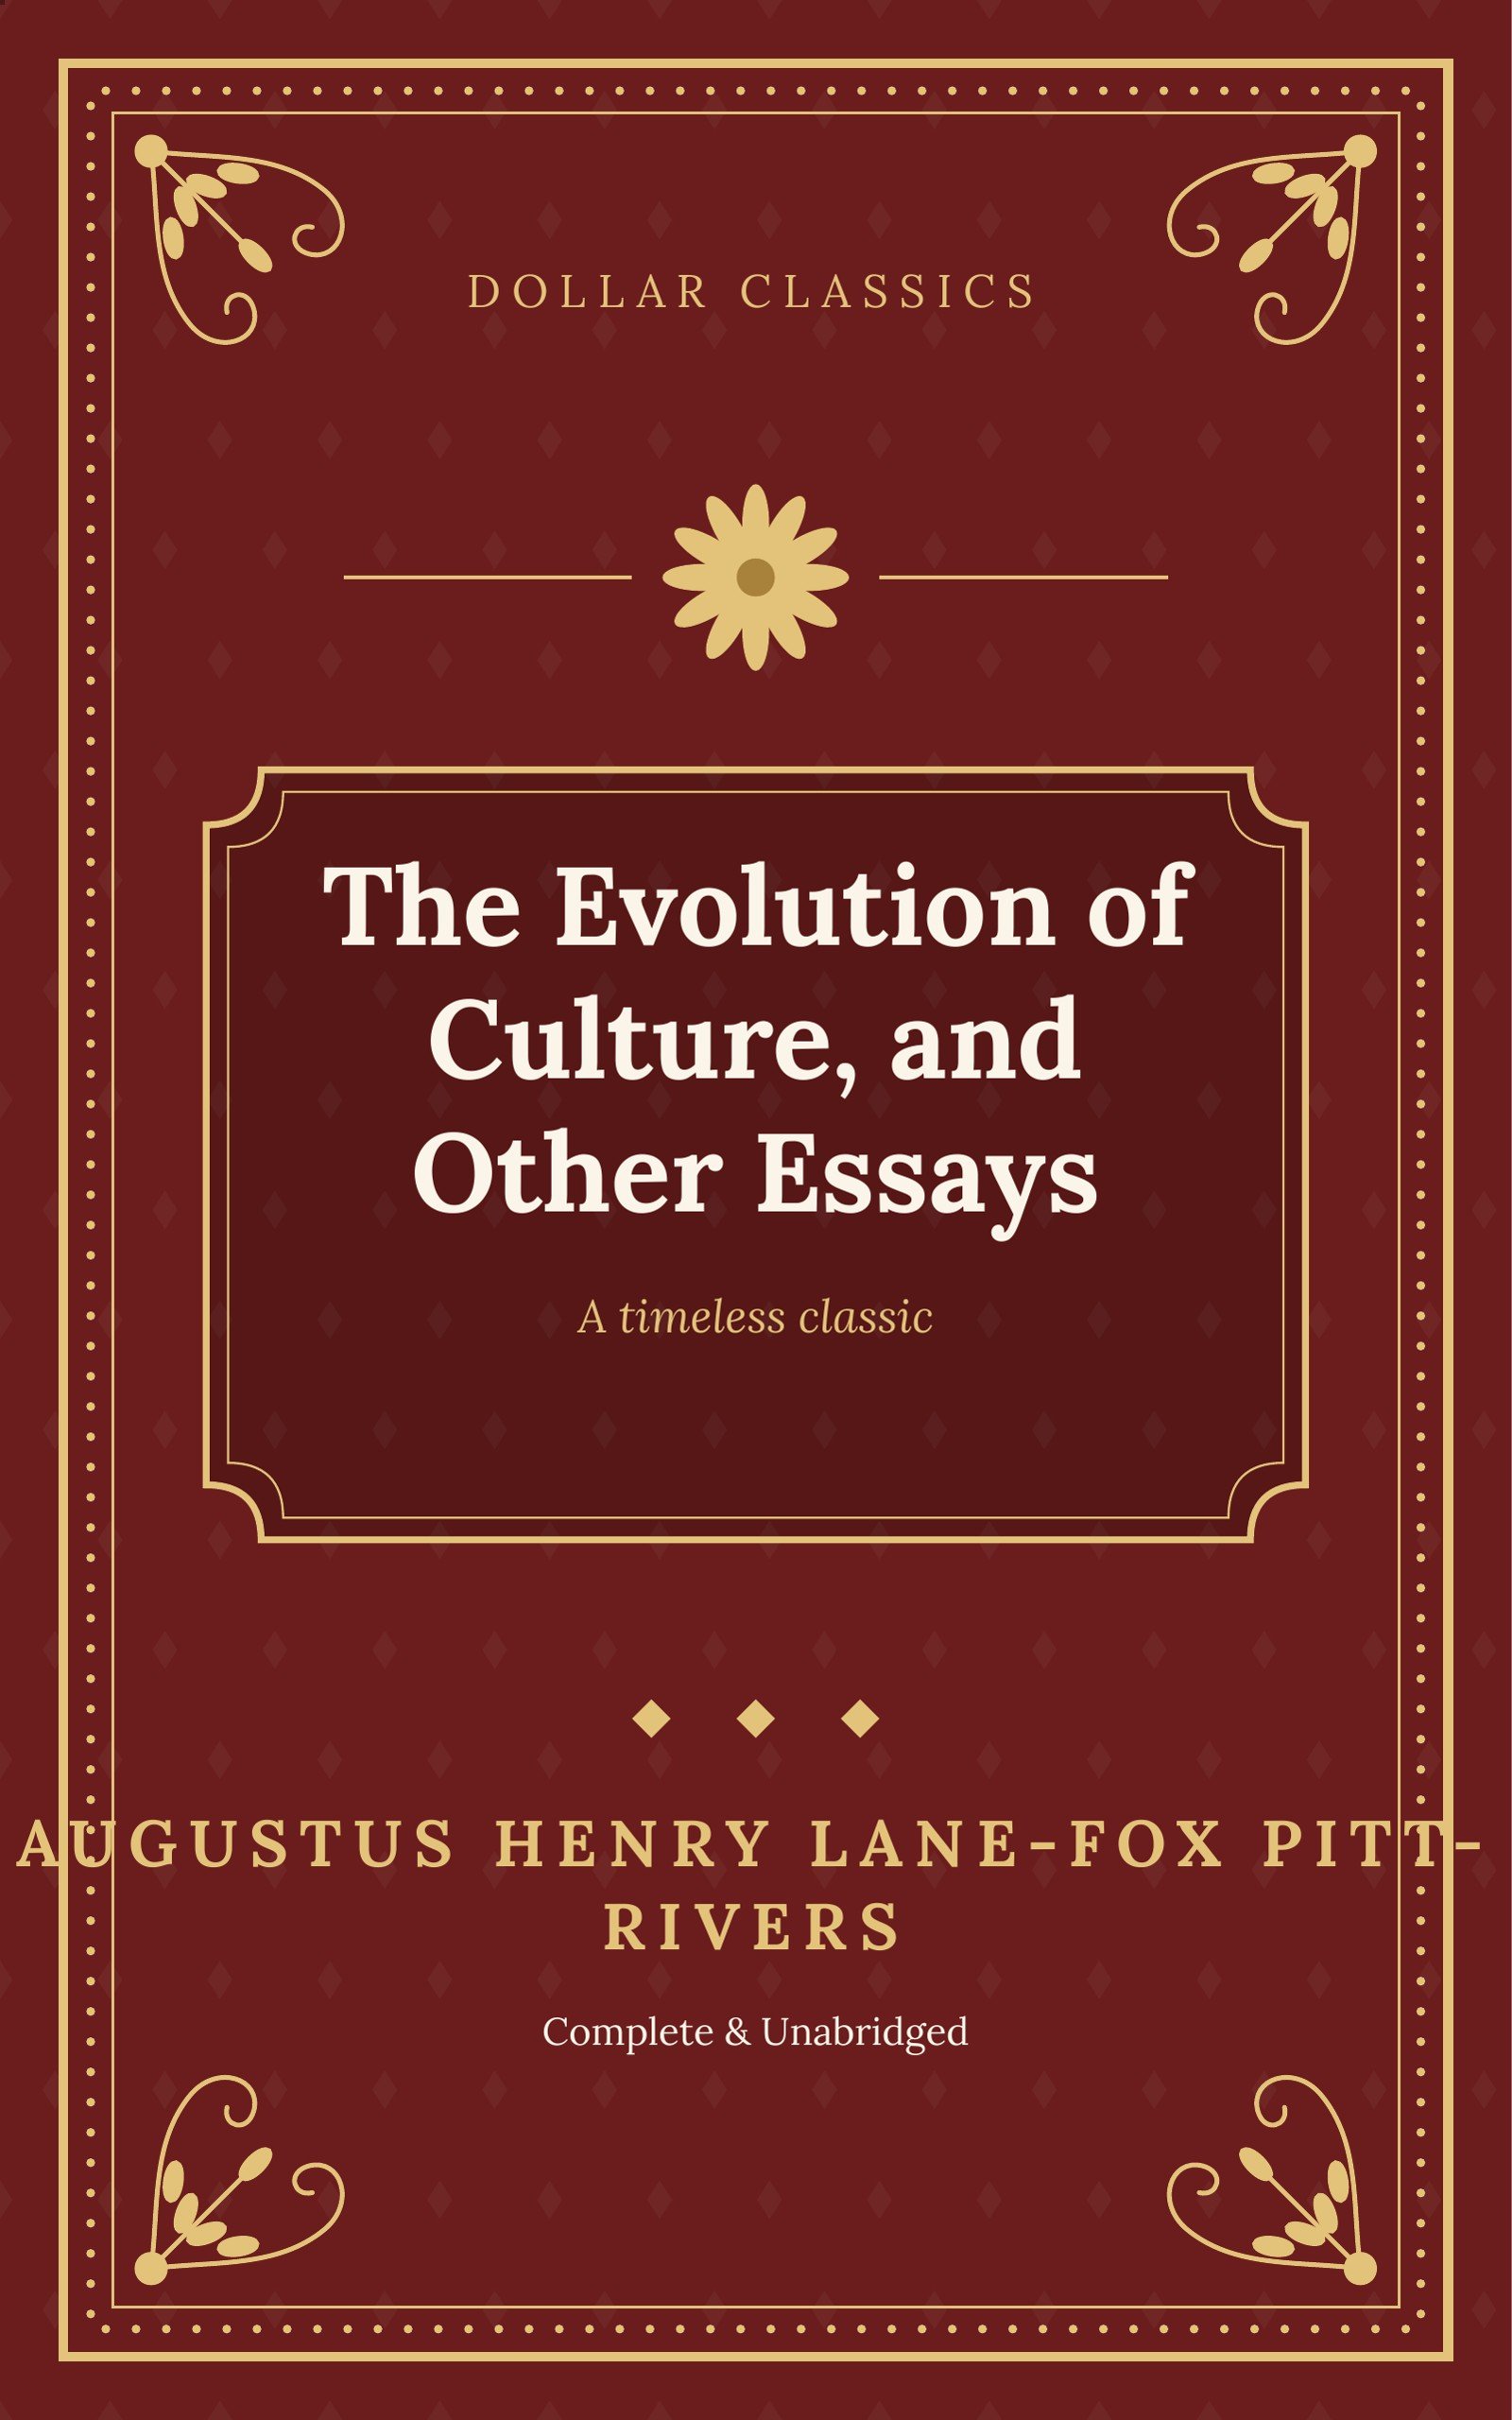 DOLLAR CLASSICS
The Evolution of
Culture, and
Other Essays
A timeless classic
AUGUSTUS HENRY LANE-FOX PITT-
RIVERS
Complete & Unabridged